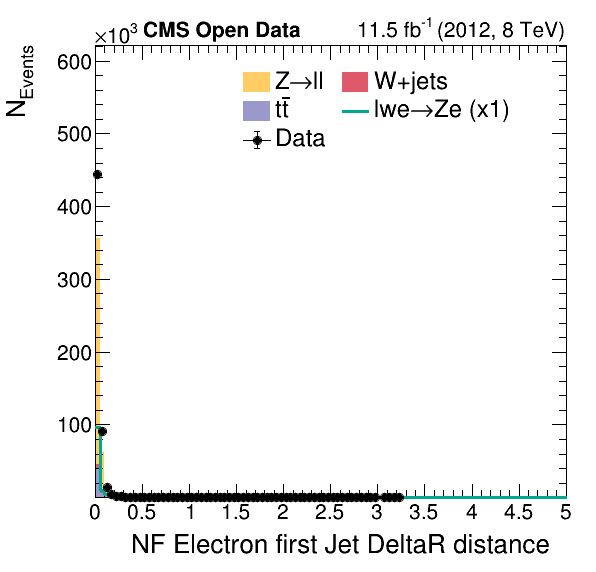 ×10³ CMS Open Data 11.5 fb⁻¹ (2012, 8 TeV)
N_Events
600
500
400
300
200
100
Z→ll W+jets
tt̄ lwe→Ze (x1)
Data
0 0.5 1 1.5 2 2.5 3 3.5 4 4.5 5
NF Electron first Jet DeltaR distance